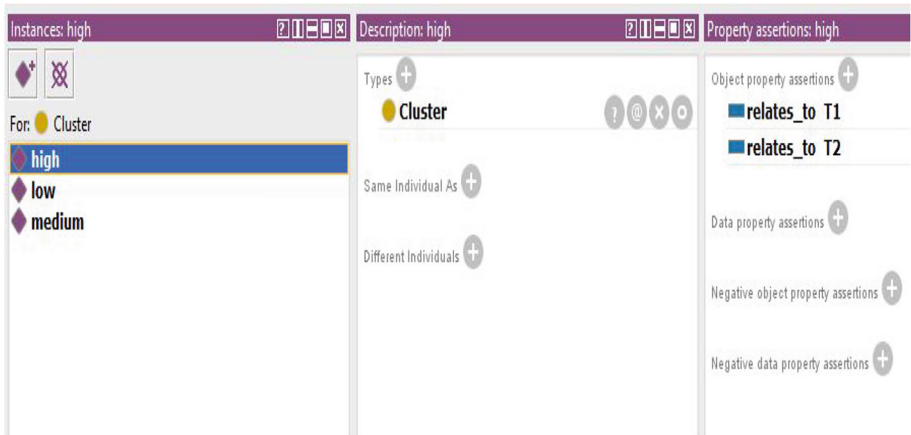 Instances: high
For: Cluster
high
low
medium
Description: high
Types
Cluster
Same Individual As
Different Individuals
Property assertions: high
Object property assertions
relates_to T1
relates_to T2
Data property assertions
Negative object property assertions
Negative data property assertions